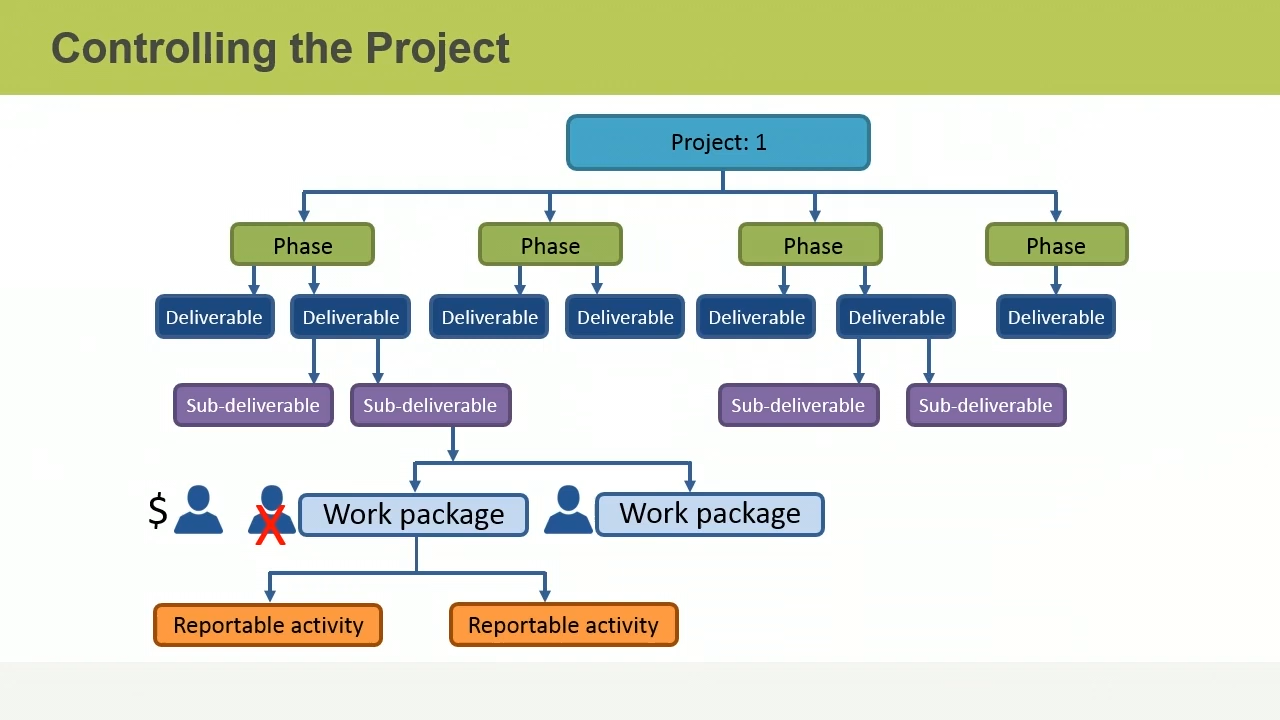 Controlling the Project
Project: 1
Phase
Phase
Phase
Phase
Deliverable
Deliverable
Deliverable
Deliverable
Deliverable
Deliverable
Deliverable
Sub-deliverable
Sub-deliverable
Sub-deliverable
Sub-deliverable
$
X
Work package
Work package
Reportable activity
Reportable activity